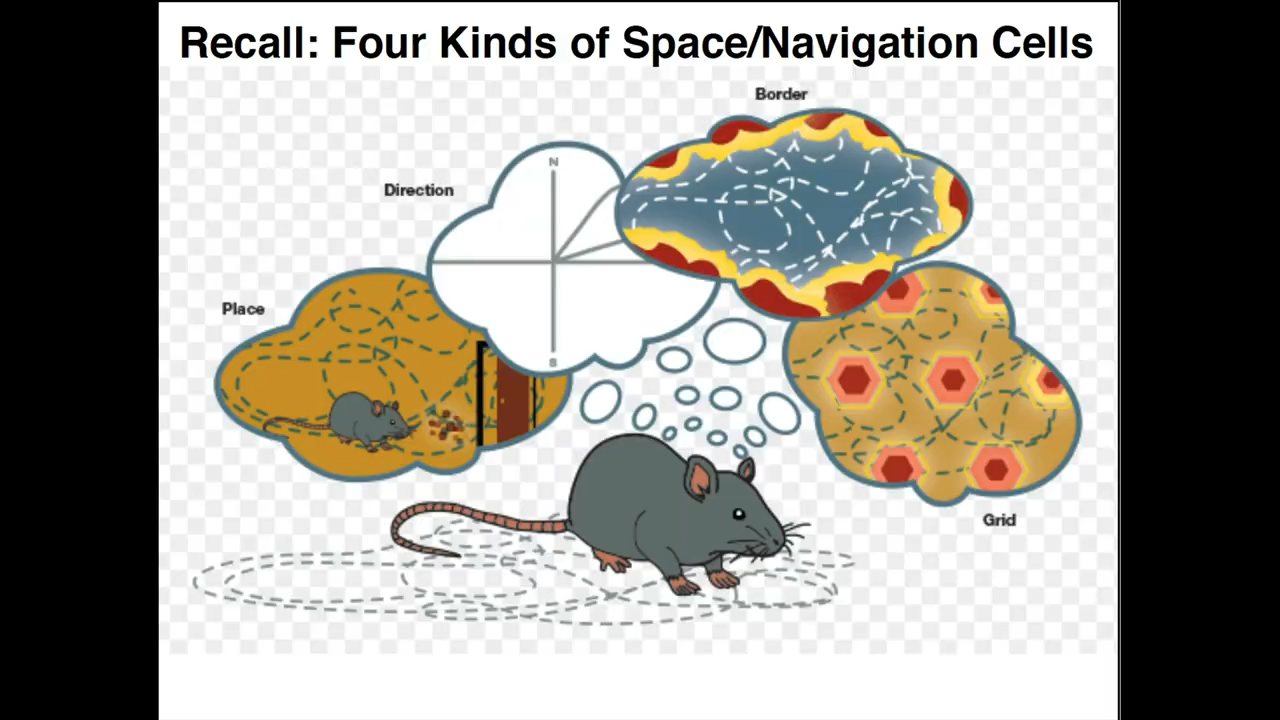 Recall: Four Kinds of Space/Navigation Cells
Border
Direction
N
Place
S
Grid